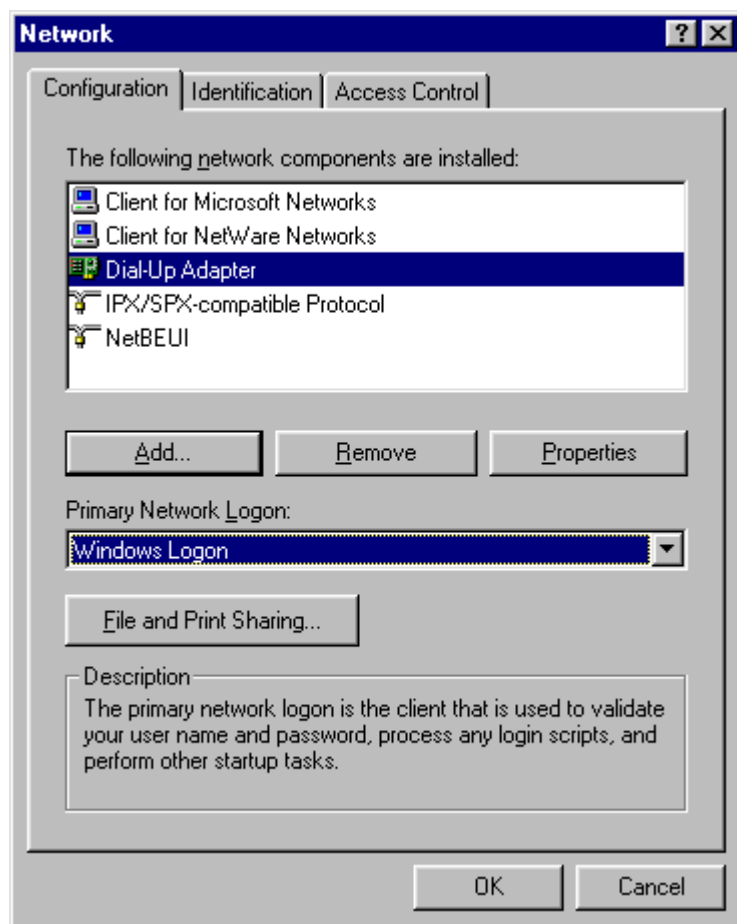 Network
Configuration Identification Access Control
The following network components are installed:
Client for Microsoft Networks
Client for NetWare Networks
Dial-Up Adapter
IPX/SPX-compatible Protocol
NetBEUI
Add... Remove Properties
Primary Network Logon:
Windows Logon
File and Print Sharing...
Description
The primary network logon is the client that is used to validate
your user name and password, process any login scripts, and
perform other startup tasks.
OK Cancel